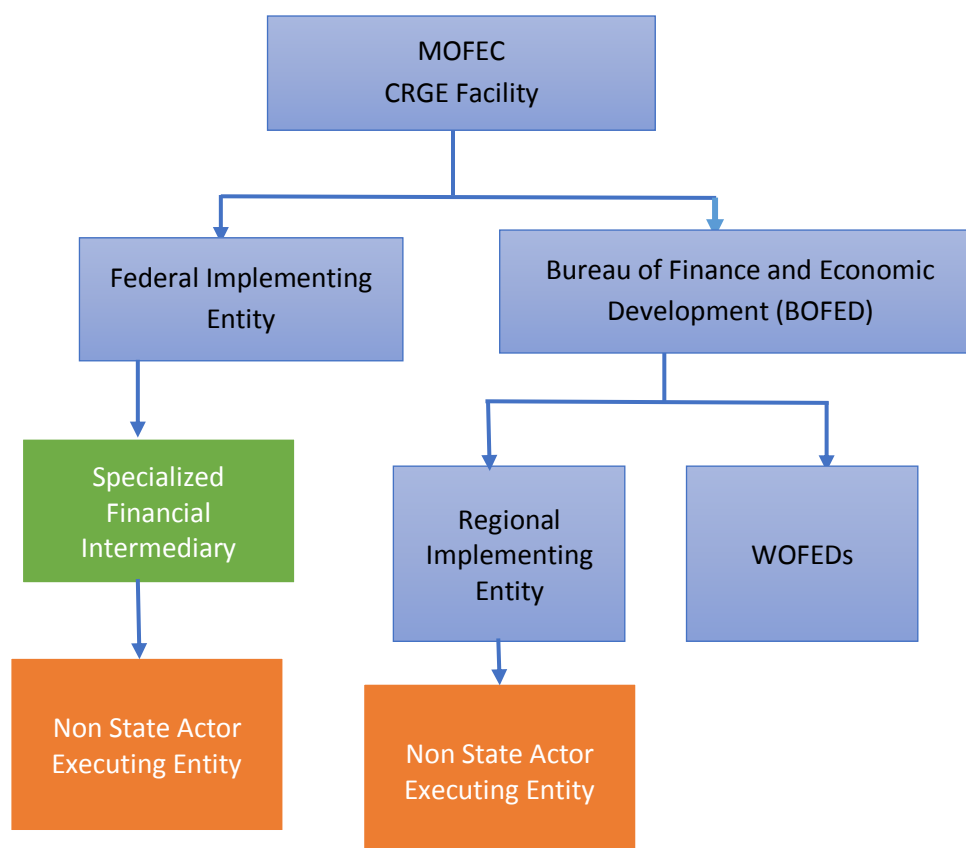 MOFEC
CRGE Facility
Federal Implementing
Entity
Bureau of Finance and Economic
Development (BOFED)
Specialized
Financial
Intermediary
Regional
Implementing
Entity
WOFEDs
Non State Actor
Executing Entity
Non State Actor
Executing Entity